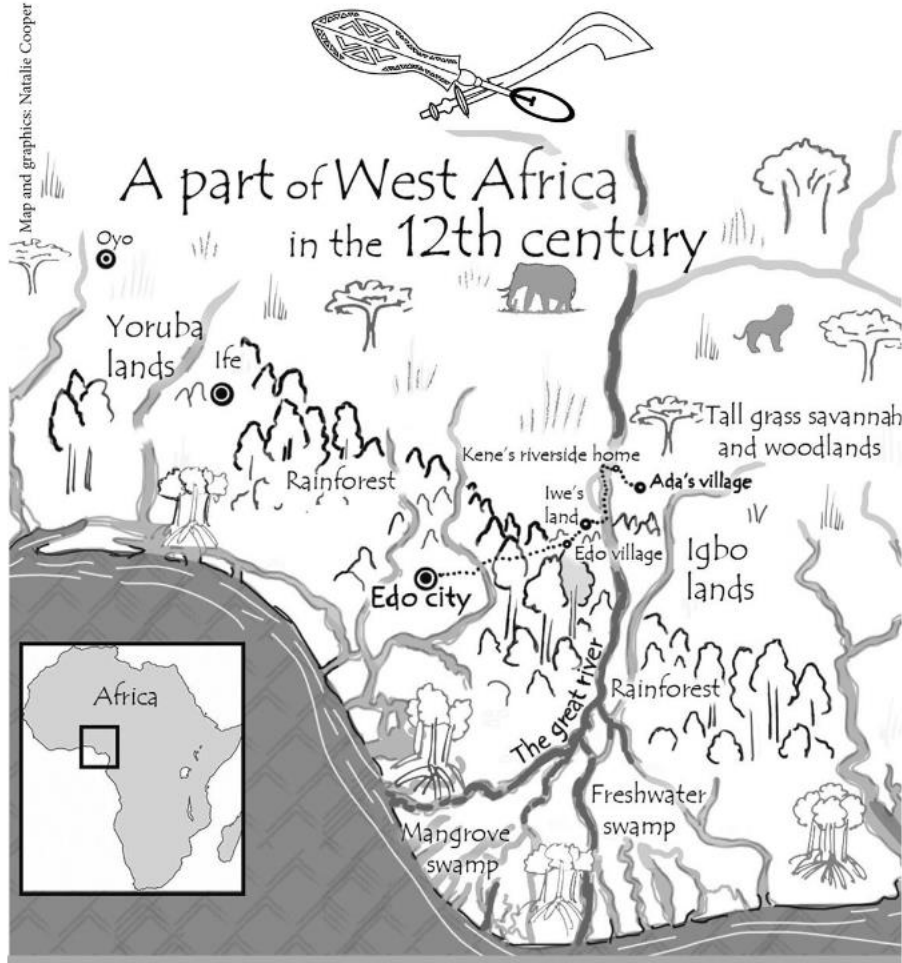 Map and graphics: Natalie Cooper
A part of West Africa
in the 12th century
Oyo
Yoruba
lands
Ife
Rainforest
Tall grass savannah
and woodlands
Kene's riverside home
Ada's village
Iwe's
land
Edo village
Igbo
lands
Edo city
Africa
The great river
Rainforest
Freshwater
swamp
Mangrove
swamp